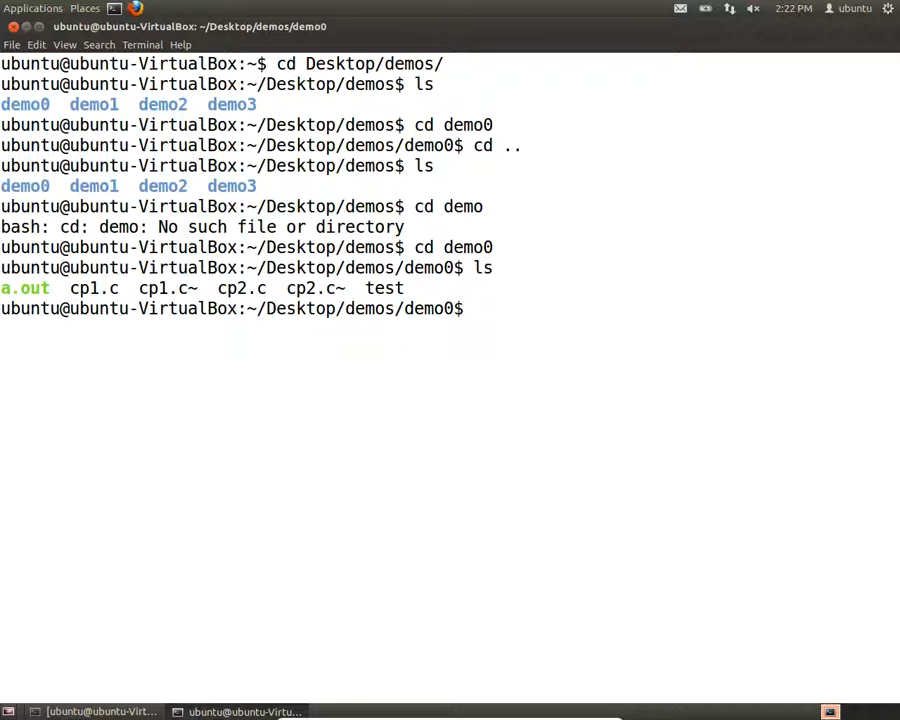 Applications Places 2:22 PM ubuntu
ubuntu@ubuntu-VirtualBox: ~/Desktop/demos/demo0
File Edit View Search Terminal Help
ubuntu@ubuntu-VirtualBox:~$ cd Desktop/demos/
ubuntu@ubuntu-VirtualBox:~/Desktop/demos$ ls
demo0 demo1 demo2 demo3
ubuntu@ubuntu-VirtualBox:~/Desktop/demos$ cd demo0
ubuntu@ubuntu-VirtualBox:~/Desktop/demos/demo0$ cd ..
ubuntu@ubuntu-VirtualBox:~/Desktop/demos$ ls
demo0 demo1 demo2 demo3
ubuntu@ubuntu-VirtualBox:~/Desktop/demos$ cd demo
bash: cd: demo: No such file or directory
ubuntu@ubuntu-VirtualBox:~/Desktop/demos$ cd demo0
ubuntu@ubuntu-VirtualBox:~/Desktop/demos/demo0$ ls
a.out cp1.c cp1.c~ cp2.c cp2.c~ test
ubuntu@ubuntu-VirtualBox:~/Desktop/demos/demo0$
[ubuntu@ubuntu-Virt... ubuntu@ubuntu-Virtu...